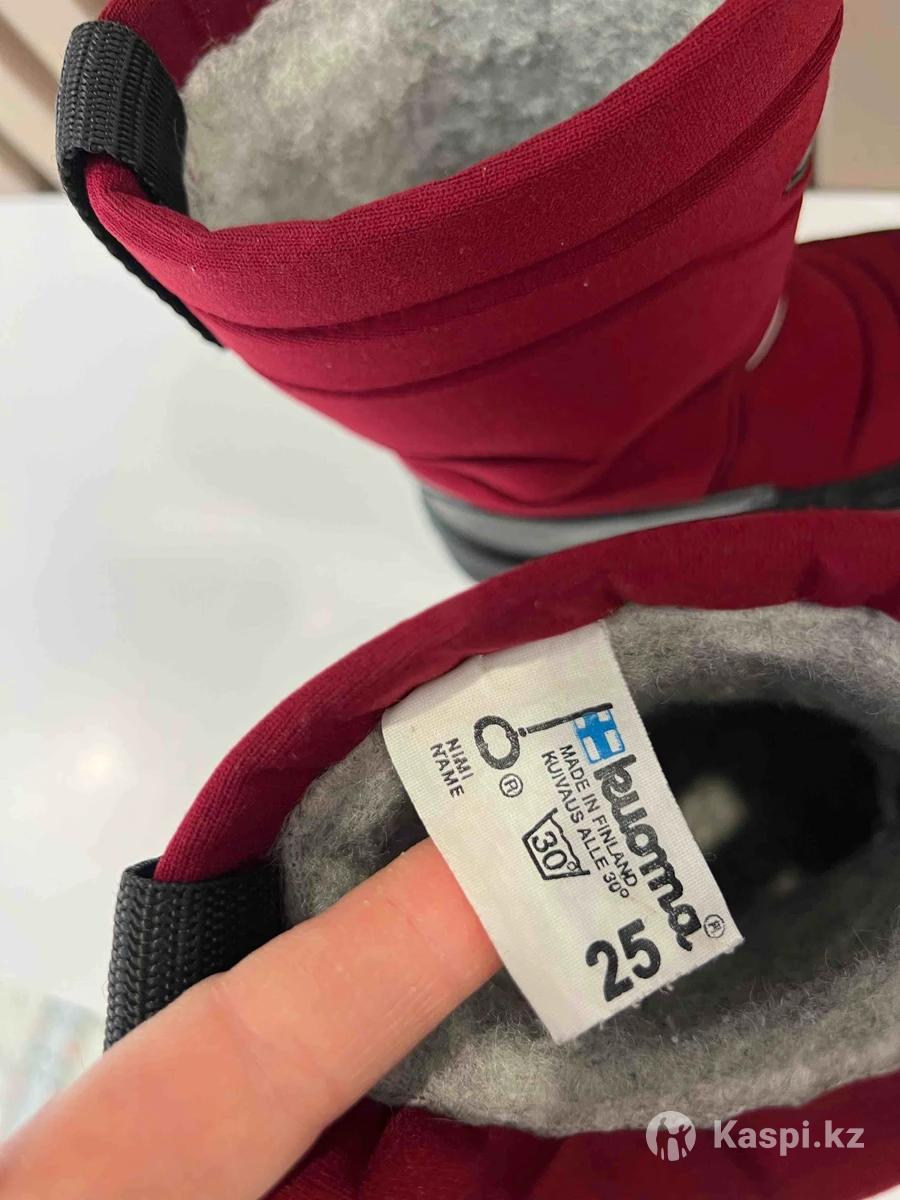 kuoma ®
MADE IN FINLAND
KUIVAUS ALLE 30°
®
30°
NIMI
NAME
25
Kaspi.kz